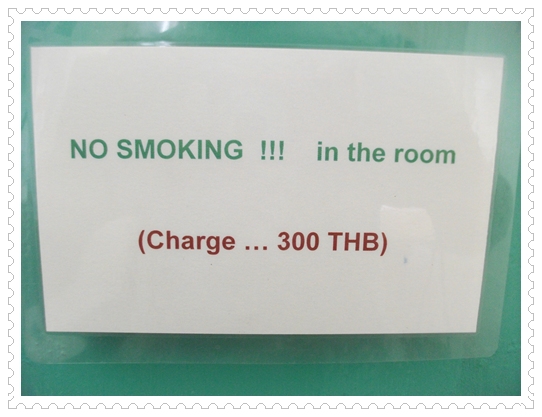 NO SMOKING !!! in the room
(Charge ... 300 THB)